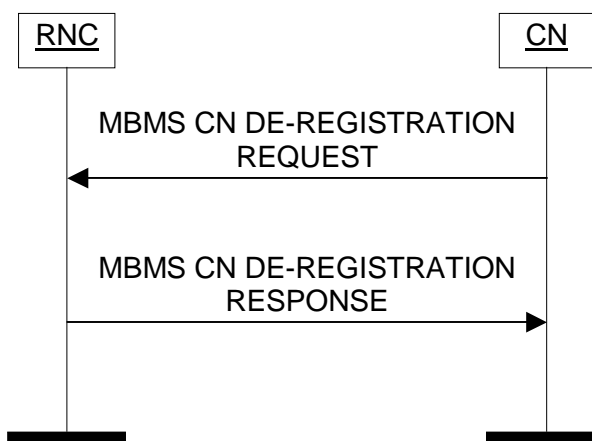 RNC
CN
MBMS CN DE-REGISTRATION
REQUEST
MBMS CN DE-REGISTRATION
RESPONSE